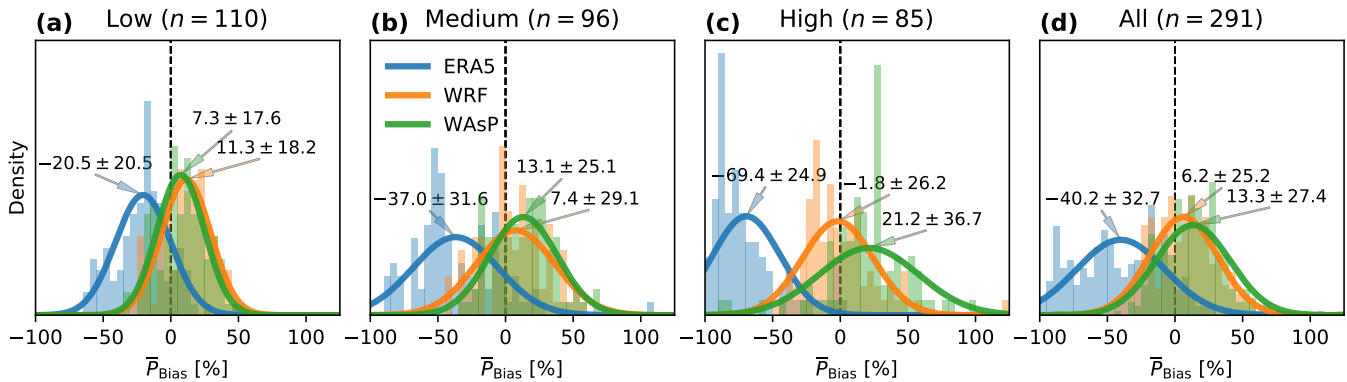 (a) Low (n = 110)
(b) Medium (n = 96)
(c) High (n = 85)
(d) All (n = 291)
Density
−20.5 ± 20.5
7.3 ± 17.6
11.3 ± 18.2
ERA5
WRF
WAsP
−37.0 ± 31.6
13.1 ± 25.1
7.4 ± 29.1
−69.4 ± 24.9
−1.8 ± 26.2
21.2 ± 36.7
−40.2 ± 32.7
6.2 ± 25.2
13.3 ± 27.4
−100 −50 0 50 100
−100 −50 0 50 100
−100 −50 0 50 100
−100 −50 0 50 100
P̅Bias [%]
P̅Bias [%]
P̅Bias [%]
P̅Bias [%]